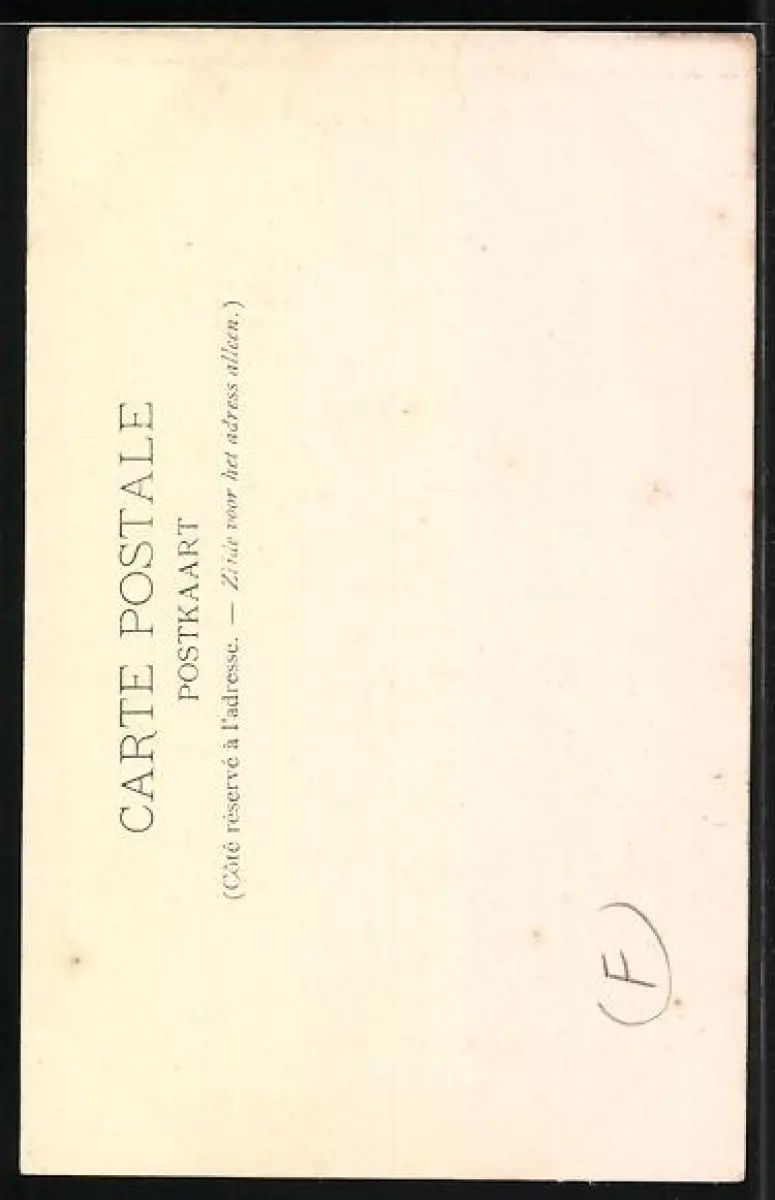 CARTE POSTALE
POSTKAART
(Côté réservé à l'adresse. — Zijde voor het adress alleen.)
(F)